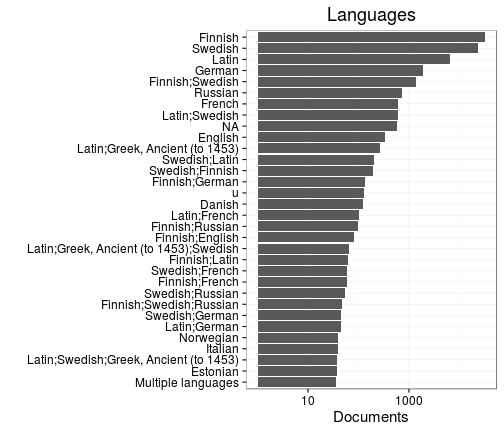 Languages
Finnish
Swedish
Latin
German
Finnish;Swedish
Russian
French
Latin;Swedish
NA
English
Latin;Greek, Ancient (to 1453)
Swedish;Latin
Swedish;Finnish
Finnish;German
u
Danish
Latin;French
Finnish;Russian
Finnish;English
Latin;Greek, Ancient (to 1453);Swedish
Finnish;Latin
Swedish;French
Finnish;French
Swedish;Russian
Finnish;Swedish;Russian
Swedish;German
Latin;German
Norwegian
Italian
Latin;Swedish;Greek, Ancient (to 1453)
Estonian
Multiple languages
10 1000
Documents